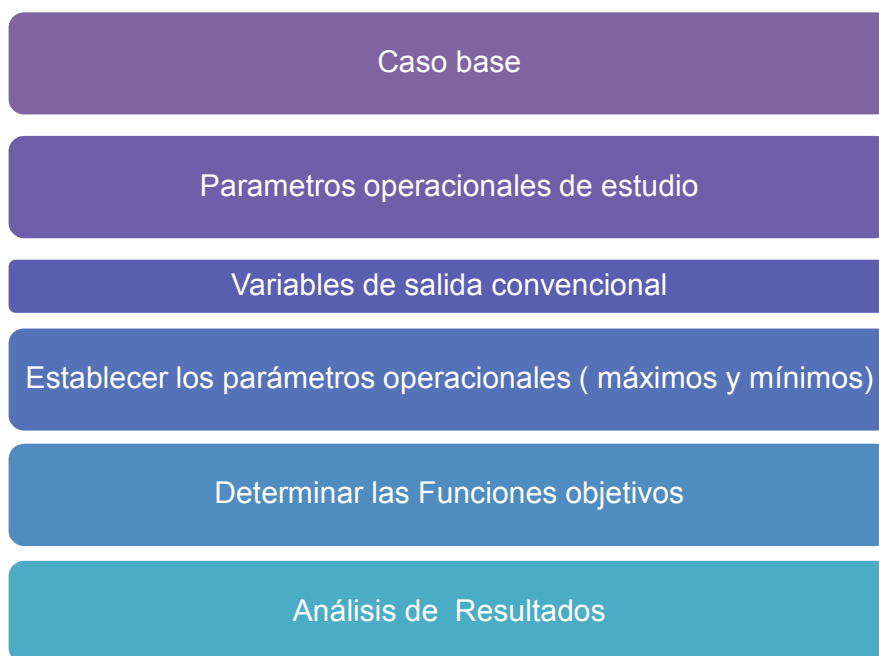 Caso base
Parametros operacionales de estudio
Variables de salida convencional
Establecer los parámetros operacionales ( máximos y mínimos)
Determinar las Funciones objetivos
Análisis de  Resultados